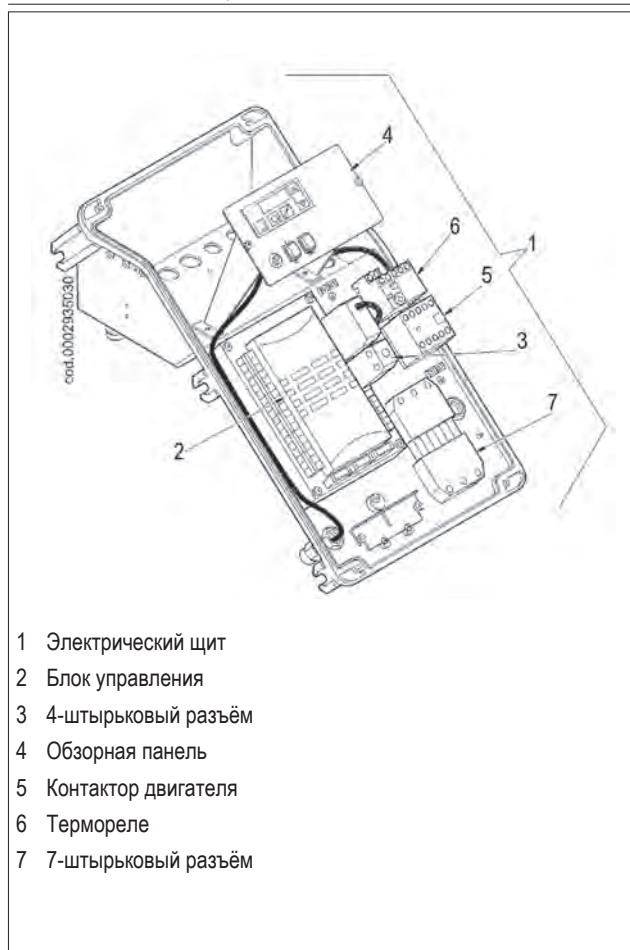 4
6
1
5
3
7
2
cod.0002935030
1 Электрический щит
2 Блок управления
3 4-штырьковый разъём
4 Обзорная панель
5 Контактор двигателя
6 Термореле
7 7-штырьковый разъём